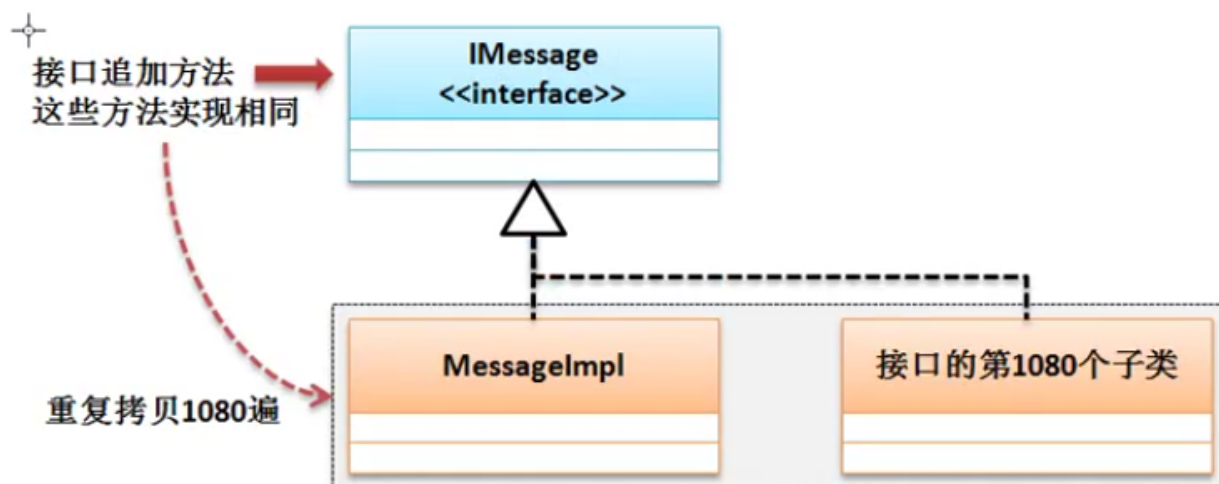 接口追加方法
这些方法实现相同
IMessage
<<interface>>
MessageImpl
接口的第1080个子类
重复拷贝1080遍